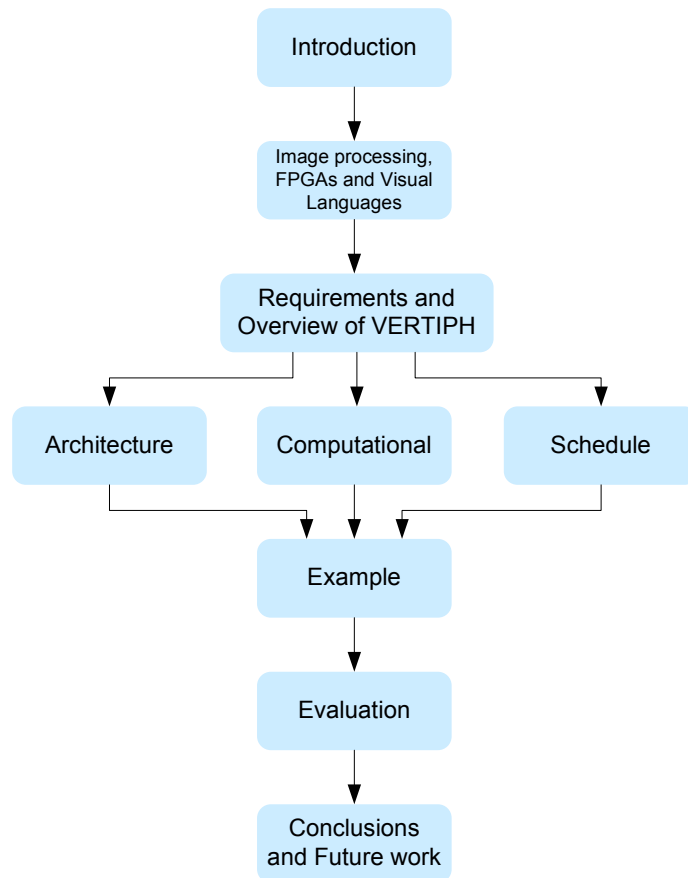 Introduction
Image processing,
FPGAs and Visual
Languages
Requirements and
Overview of VERTIPH
Architecture
Computational
Schedule
Example
Evaluation
Conclusions
and Future work